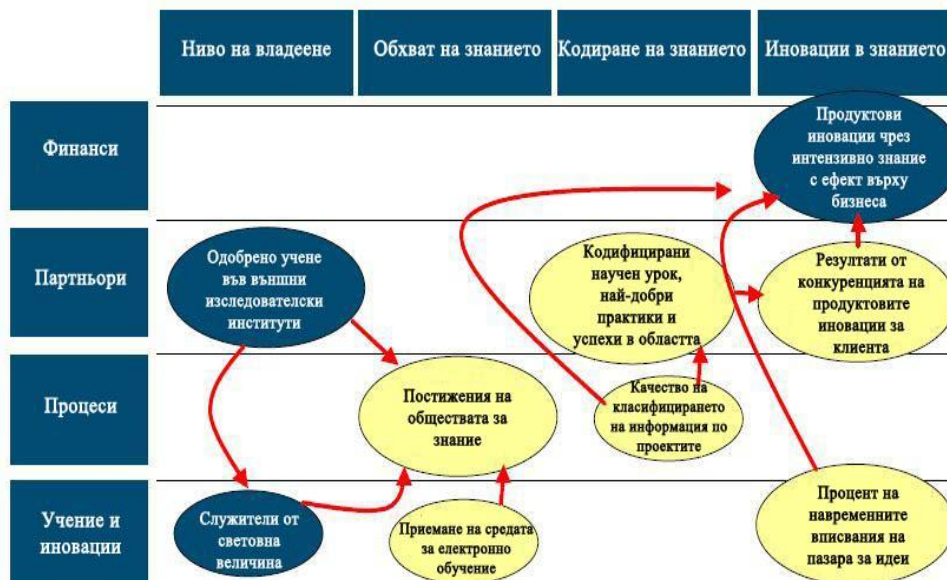 Ниво на владеене
Обхват на знанието
Кодиране на знанието
Иновации в знанието
Финанси
Продуктови
иновации чрез
интензивно знание
с ефект върху
бизнеса
Партньори
Одобрено учене
във външни
изследователски
институти
Кодифицирани
научен урок,
най-добри
практики и
успехи в областта
Резултати от
конкуренцията на
продуктовите
иновации за
клиента
Процеси
Постижения на
обществата за
знание
Качество на
класифицирането
на информация по
проектите
Учение и
иновации
Служители от
световна
величина
Приемане на средата
за електронно
обучение
Процент на
навременните
вписвания на
пазара за идеи